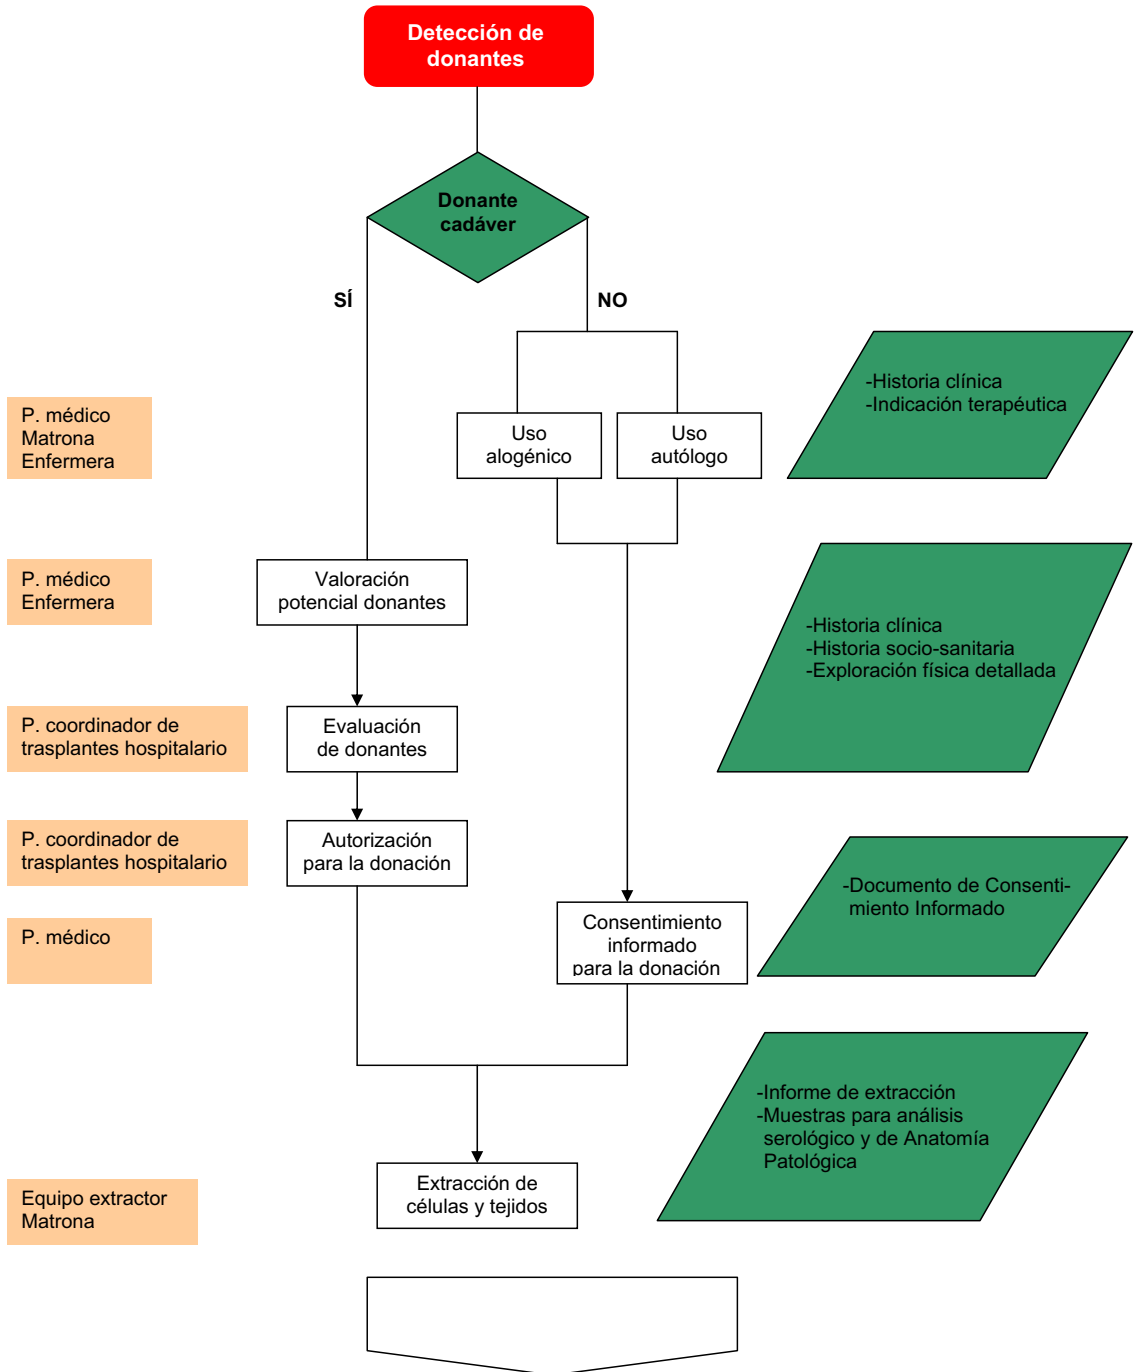 Detección de
donantes
Donante
cadáver
SÍ
NO
-Historia clínica
-Indicación terapéutica
P. médico
Matrona
Enfermera
Uso
alogénico
Uso
autólogo
P. médico
Enfermera
Valoración
potencial donantes
-Historia clínica
-Historia socio-sanitaria
-Exploración física detallada
P. coordinador de
trasplantes hospitalario
Evaluación
de donantes
P. coordinador de
trasplantes hospitalario
Autorización
para la donación
-Documento de Consenti-
miento Informado
P. médico
Consentimiento
informado
para la donación
-Informe de extracción
-Muestras para análisis
serológico y de Anatomía
Patológica
Equipo extractor
Matrona
Extracción de
células y tejidos